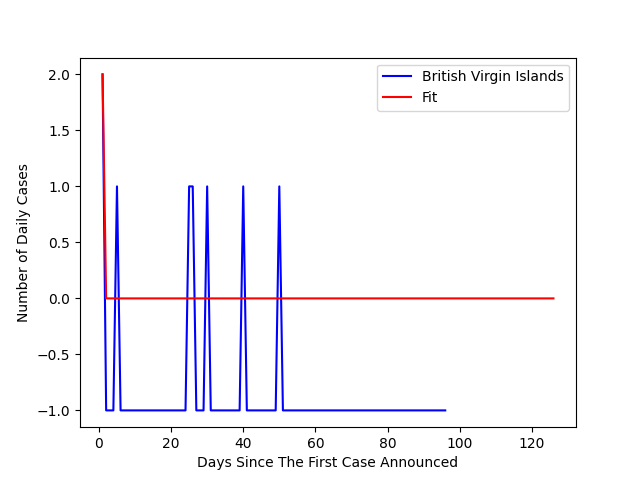 British Virgin Islands
Fit
2.0
1.5
1.0
0.5
0.0
−0.5
−1.0
Number of Daily Cases
0 20 40 60 80 100 120
Days Since The First Case Announced